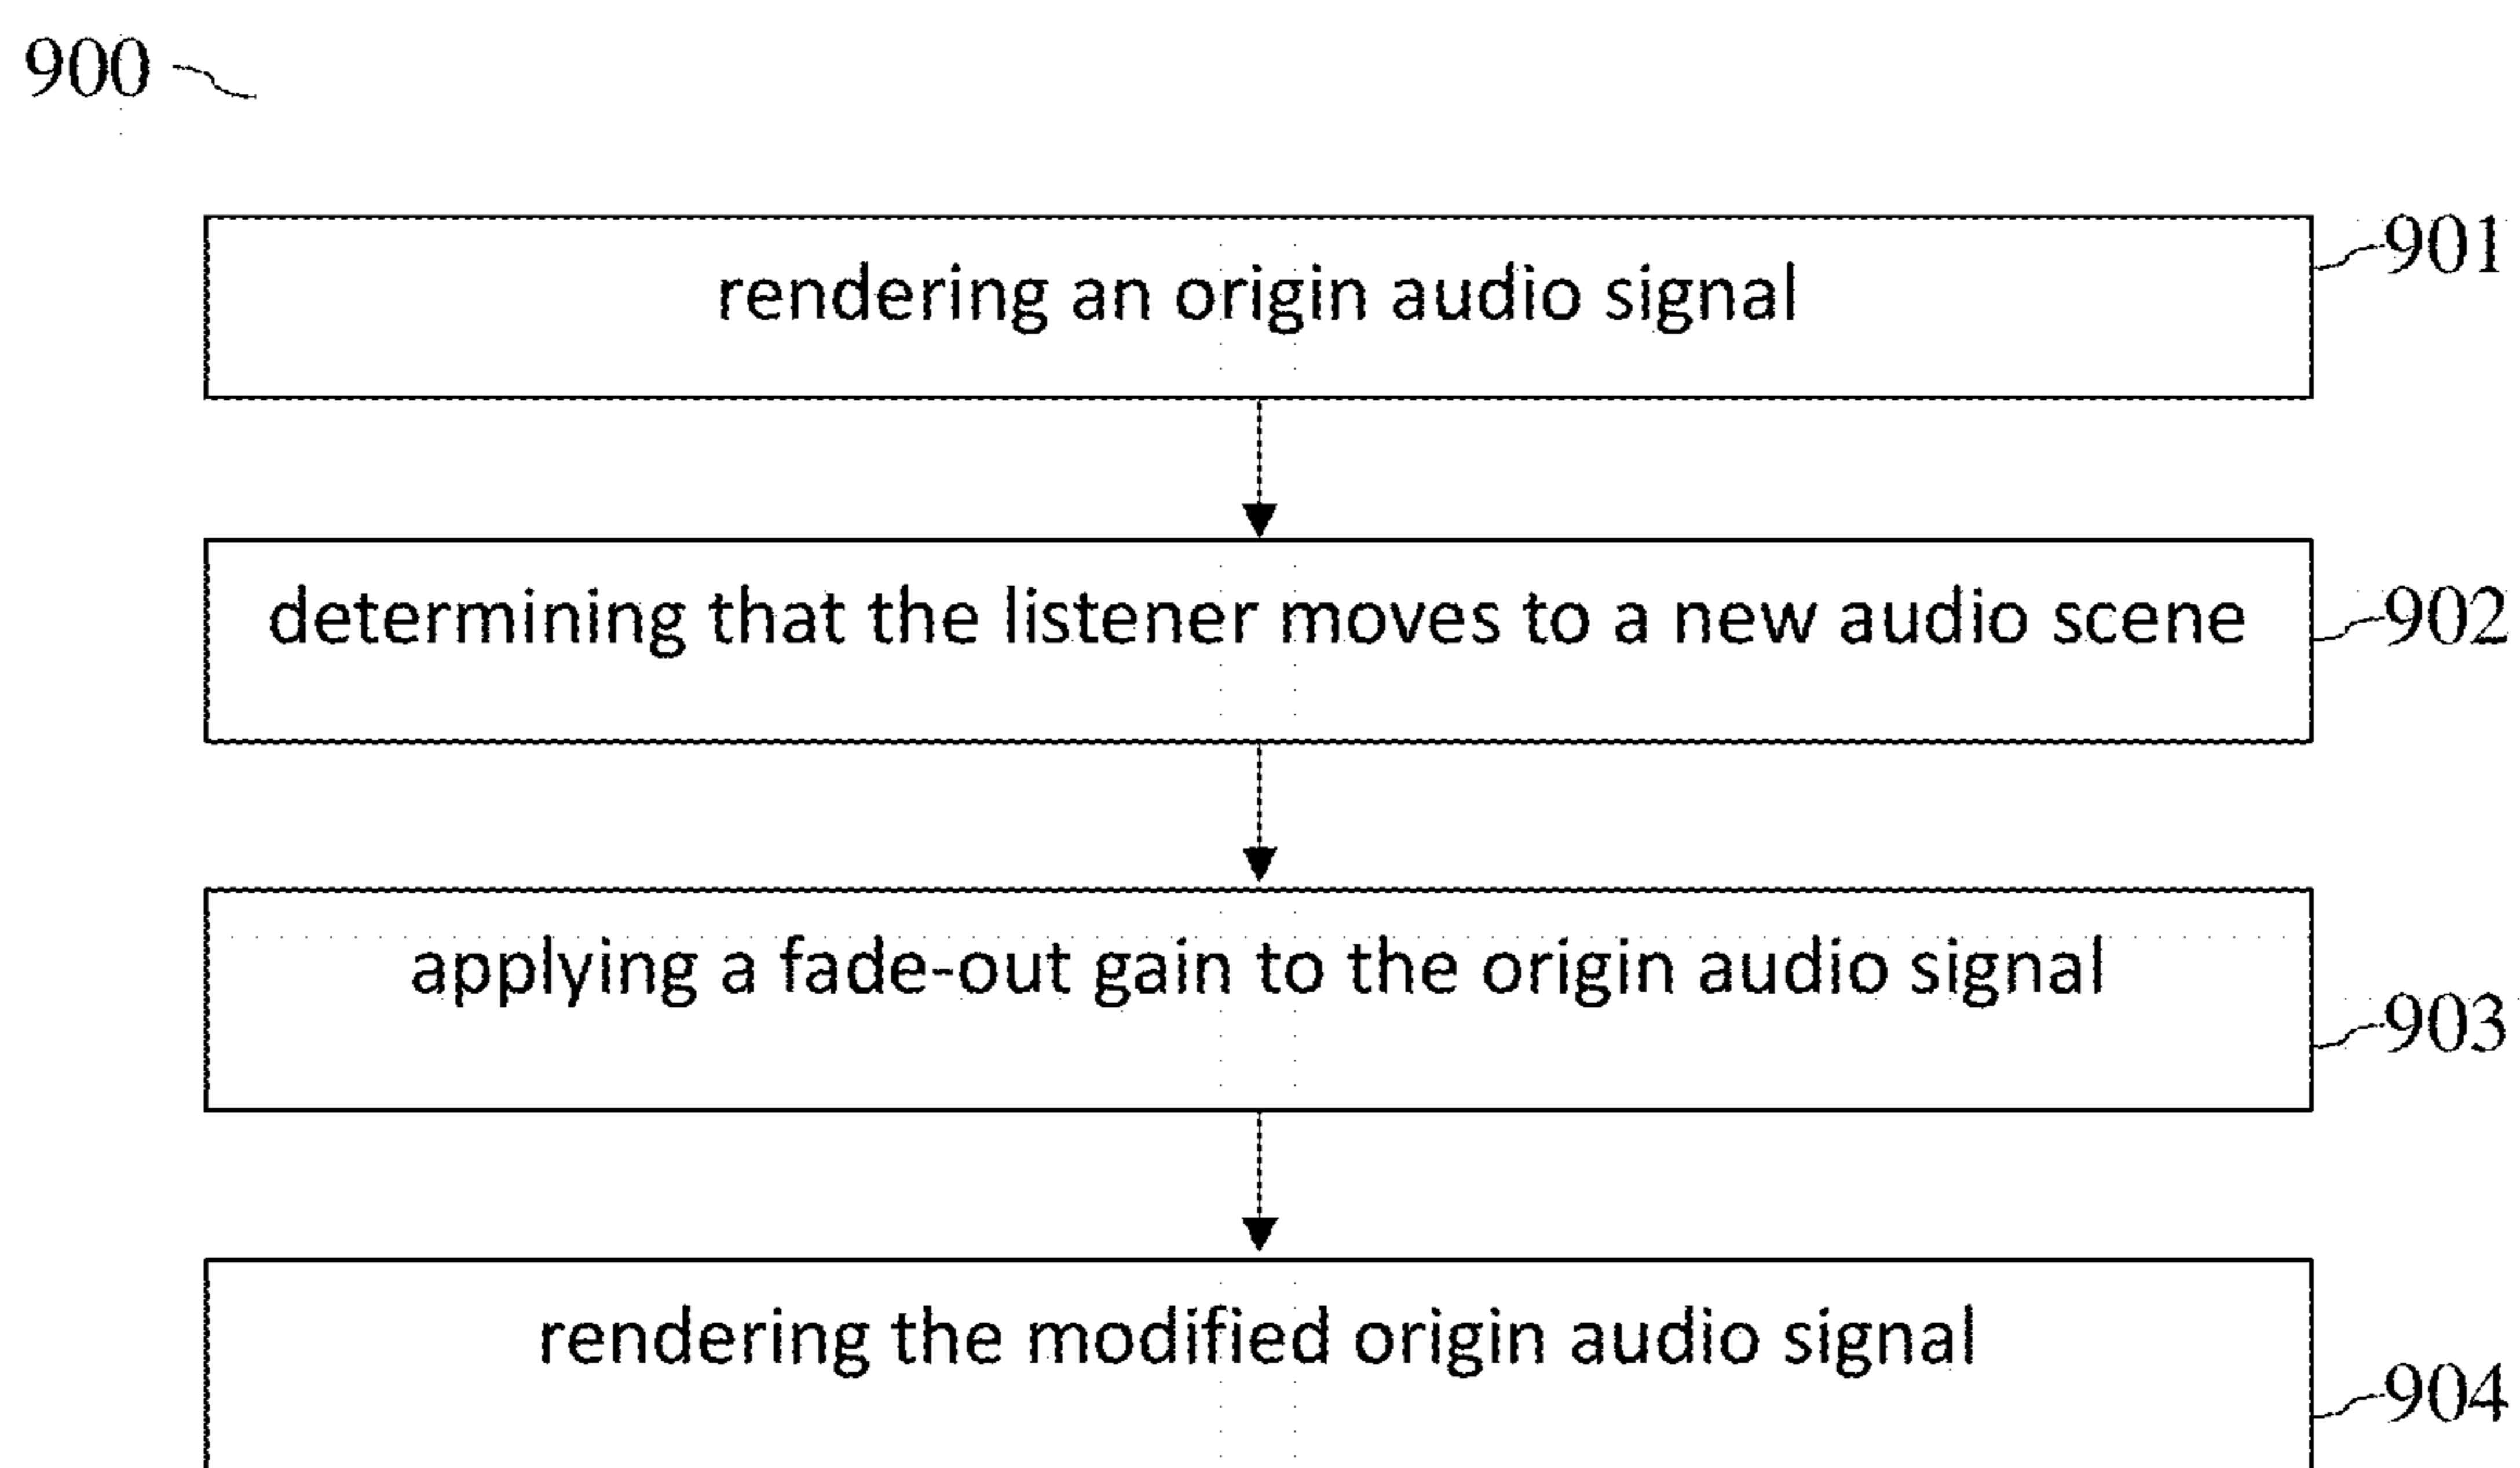 900
rendering an origin audio signal
901
determining that the listener moves to a new audio scene
902
applying a fade-out gain to the origin audio signal
903
rendering the modified origin audio signal
904